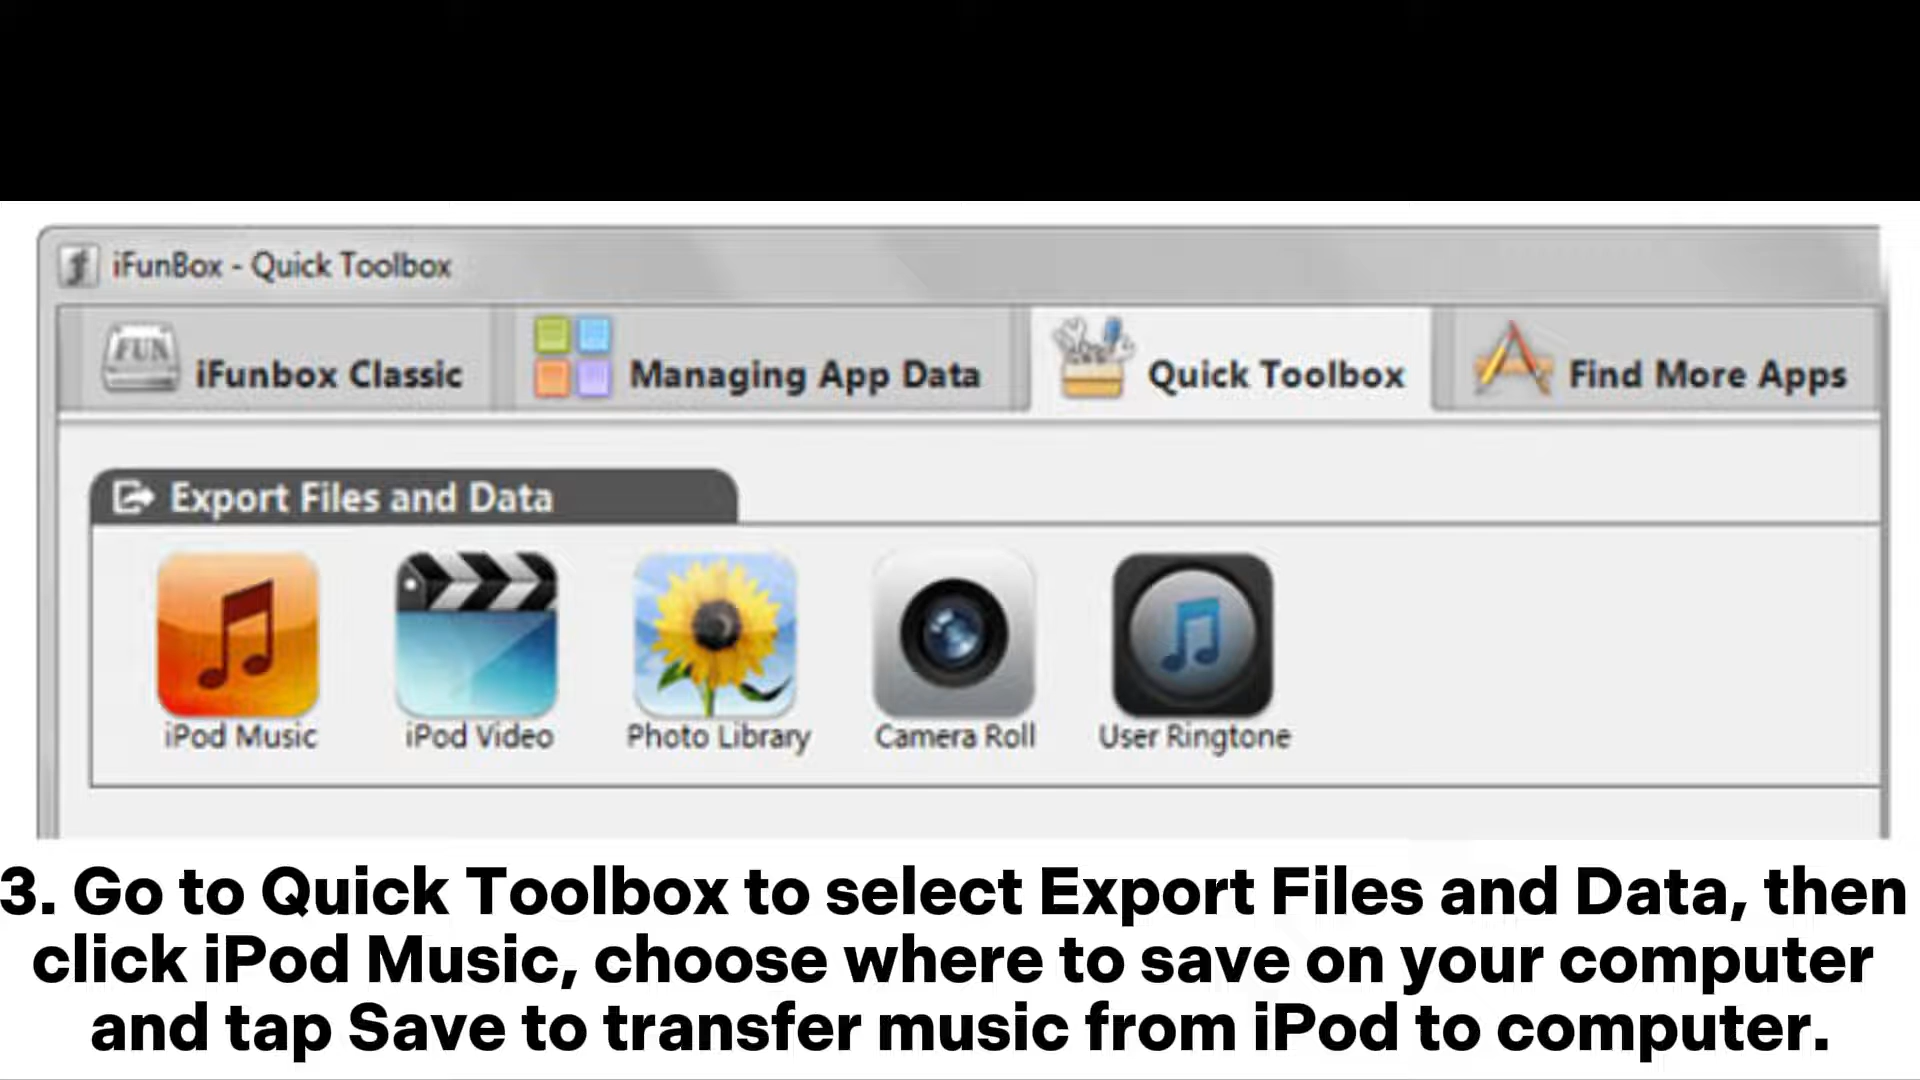 iFunBox - Quick Toolbox
FUN iFunbox Classic Managing App Data Quick Toolbox Find More Apps
Export Files and Data
iPod Music iPod Video Photo Library Camera Roll User Ringtone
3. Go to Quick Toolbox to select Export Files and Data, then
click iPod Music, choose where to save on your computer
and tap Save to transfer music from iPod to computer.